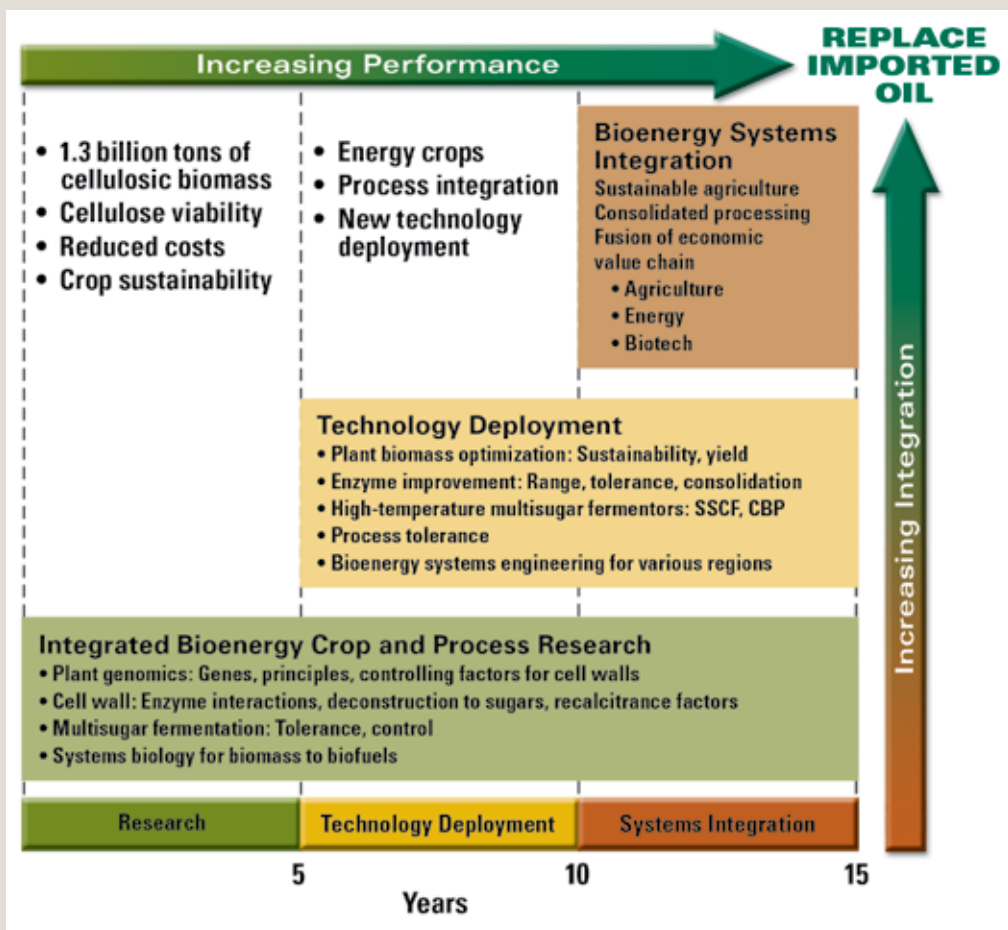 Increasing Performance
REPLACE
IMPORTED
OIL
• 1.3 billion tons of
cellulosic biomass
• Cellulose viability
• Reduced costs
• Crop sustainability
• Energy crops
• Process integration
• New technology
deployment
Bioenergy Systems
Integration
Sustainable agriculture
Consolidated processing
Fusion of economic
value chain
• Agriculture
• Energy
• Biotech
Increasing Integration
Technology Deployment
• Plant biomass optimization: Sustainability, yield
• Enzyme improvement: Range, tolerance, consolidation
• High-temperature multisugar fermentors: SSCF, CBP
• Process tolerance
• Bioenergy systems engineering for various regions
Integrated Bioenergy Crop and Process Research
• Plant genomics: Genes, principles, controlling factors for cell walls
• Cell wall: Enzyme interactions, deconstruction to sugars, recalcitrance factors
• Multisugar fermentation: Tolerance, control
• Systems biology for biomass to biofuels
Research
Technology Deployment
Systems Integration
5
10
15
Years